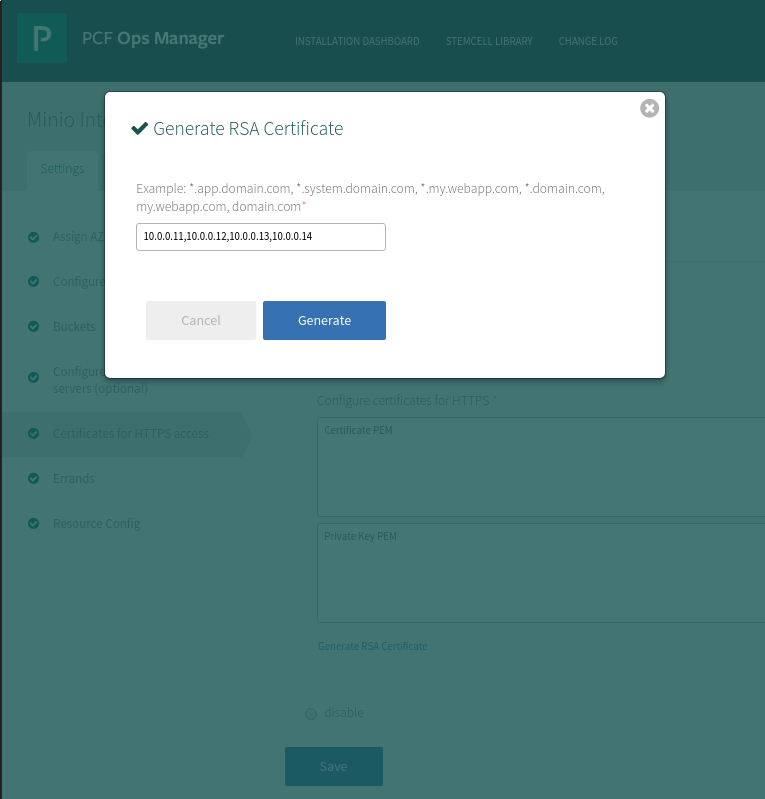 P
PCF Ops Manager
INSTALLATION DASHBOARD
STEMCELL LIBRARY
CHANGE LOG
Minio Int
Settings
Generate RSA Certificate
Example: *.app.domain.com, *.system.domain.com, *.my.webapp.com, *.domain.com,
my.webapp.com, domain.com*
10.0.0.11,10.0.0.12,10.0.0.13,10.0.0.14
Cancel
Generate
Assign AZ
Configure
Buckets
Configure
servers (optional)
Certificates for HTTPS access
Errands
Resource Config
Configure certificates for HTTPS *
Certificate PEM
Private Key PEM
Generate RSA Certificate
disable
Save